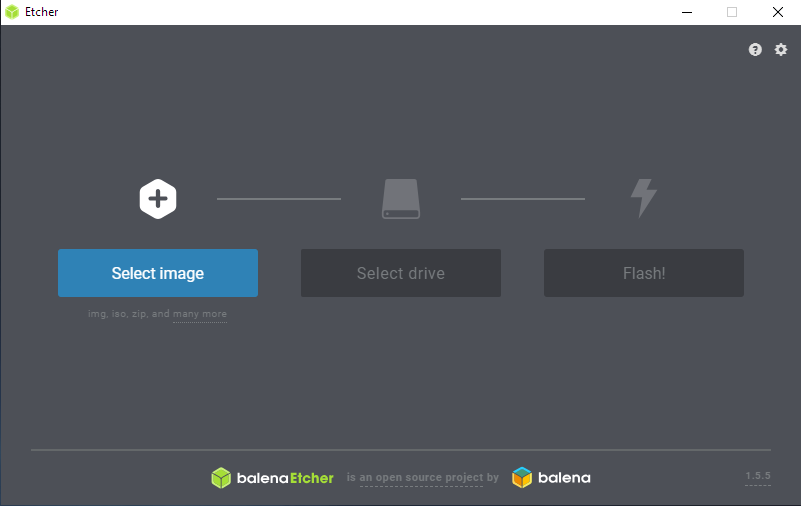 Etcher
Select image
Select drive
Flash!
img, iso, zip, and many more
balenaEtcher is an open source project by balena
1.5.5